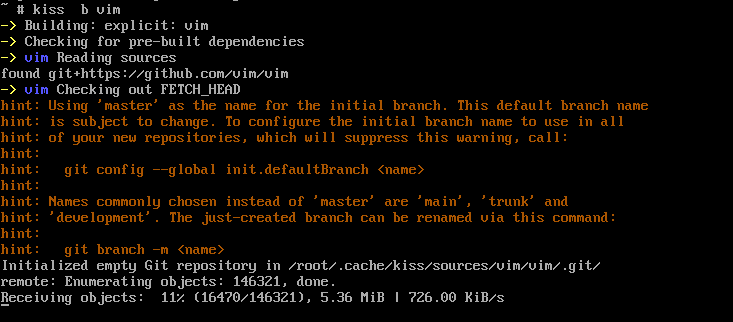 ~ # kiss  b vim
-> Building: explicit: vim
-> Checking for pre-built dependencies
-> vim Reading sources
found git+https://github.com/vim/vim
-> vim Checking out FETCH_HEAD
hint: Using 'master' as the name for the initial branch. This default branch name
hint: is subject to change. To configure the initial branch name to use in all
hint: of your new repositories, which will suppress this warning, call:
hint:
hint:   git config --global init.defaultBranch <name>
hint:
hint: Names commonly chosen instead of 'master' are 'main', 'trunk' and
hint: 'development'. The just-created branch can be renamed via this command:
hint:
hint:   git branch -m <name>
Initialized empty Git repository in /root/.cache/kiss/sources/vim/vim/.git/
remote: Enumerating objects: 146321, done.
Receiving objects:  11% (16470/146321), 5.36 MiB | 726.00 KiB/s